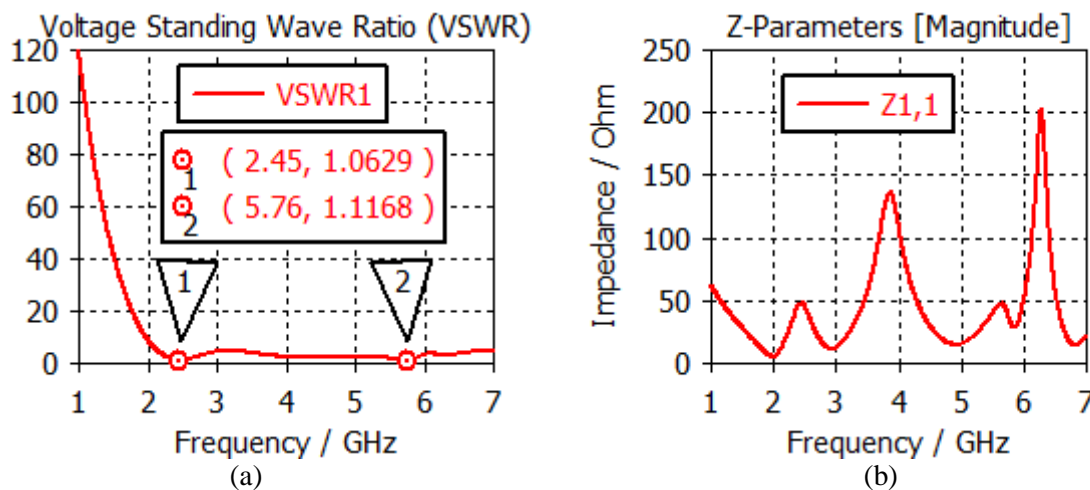 Voltage Standing Wave Ratio (VSWR)
120
100
80
60
40
20
0
VSWR1
1 ( 2.45, 1.0629 )
2 ( 5.76, 1.1168 )
1
2
1 2 3 4 5 6 7
Frequency / GHz
(a)
Z-Parameters [Magnitude]
Impedance / Ohm
250
200
150
100
50
0
Z1,1
1 2 3 4 5 6 7
Frequency / GHz
(b)